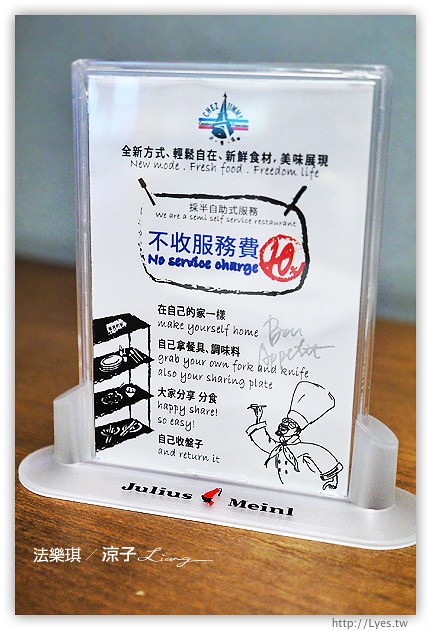 CHEZ JIMMY
全新方式、輕鬆自在、新鮮食材，美味展現
New mode . Fresh food . Freedom life
採半自助式服務
We are a semi self service restaurant
不收服務費 10%
No service charge
在自己的家一樣
make yourself home
Bon
Appetit
自己拿餐具、調味料
grab your own fork and knife
also your sharing plate
大家分享 分食
happy share!
so easy!
自己收盤子
and return it
Julius Meinl
法樂琪／涼子 Liang
http://Lyes.tw